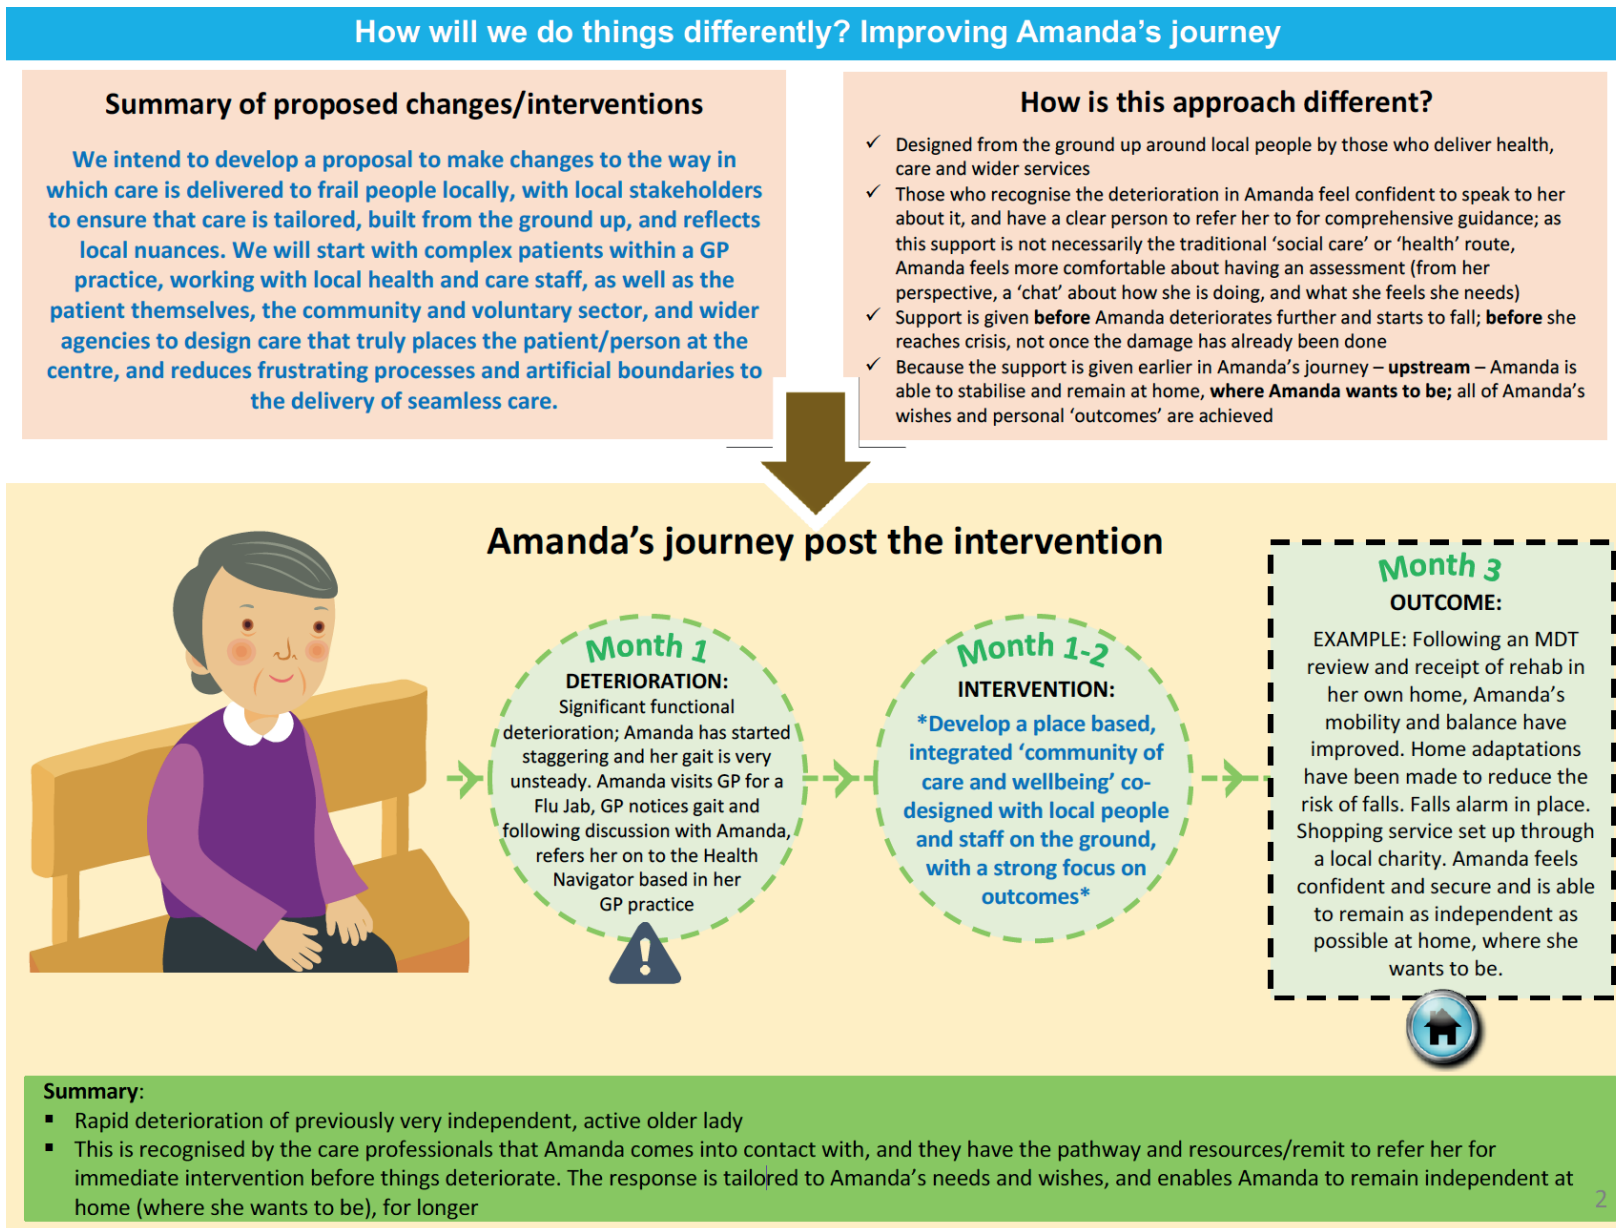 How will we do things differently? Improving Amanda’s journey
Summary of proposed changes/interventions
We intend to develop a proposal to make changes to the way in
which care is delivered to frail people locally, with local stakeholders
to ensure that care is tailored, built from the ground up, and reflects
local nuances. We will start with complex patients within a GP
practice, working with local health and care staff, as well as the
patient themselves, the community and voluntary sector, and wider
agencies to design care that truly places the patient/person at the
centre, and reduces frustrating processes and artificial boundaries to
the delivery of seamless care.
How is this approach different?
✓ Designed from the ground up around local people by those who deliver health,
care and wider services
✓ Those who recognise the deterioration in Amanda feel confident to speak to her
about it, and have a clear person to refer her to for comprehensive guidance; as
this support is not necessarily the traditional ‘social care’ or ‘health’ route,
Amanda feels more comfortable about having an assessment (from her
perspective, a ‘chat’ about how she is doing, and what she feels she needs)
✓ Support is given before Amanda deteriorates further and starts to fall; before she
reaches crisis, not once the damage has already been done
✓ Because the support is given earlier in Amanda’s journey – upstream – Amanda is
able to stabilise and remain at home, where Amanda wants to be; all of Amanda’s
wishes and personal ‘outcomes’ are achieved
Amanda’s journey post the intervention
Month 1
DETERIORATION:
Significant functional
deterioration; Amanda has started
staggering and her gait is very
unsteady. Amanda visits GP for a
Flu Jab, GP notices gait and
following discussion with Amanda,
refers her on to the Health
Navigator based in her
GP practice
Month 1-2
INTERVENTION:
*Develop a place based,
integrated ‘community of
care and wellbeing’ co-
designed with local people
and staff on the ground,
with a strong focus on
outcomes*
Month 3
OUTCOME:
EXAMPLE: Following an MDT
review and receipt of rehab in
her own home, Amanda’s
mobility and balance have
improved. Home adaptations
have been made to reduce the
risk of falls. Falls alarm in place.
Shopping service set up through
a local charity. Amanda feels
confident and secure and is able
to remain as independent as
possible at home, where she
wants to be.
Summary:
▪ Rapid deterioration of previously very independent, active older lady
▪ This is recognised by the care professionals that Amanda comes into contact with, and they have the pathway and resources/remit to refer her for
immediate intervention before things deteriorate. The response is tailored to Amanda’s needs and wishes, and enables Amanda to remain independent at
home (where she wants to be), for longer
2